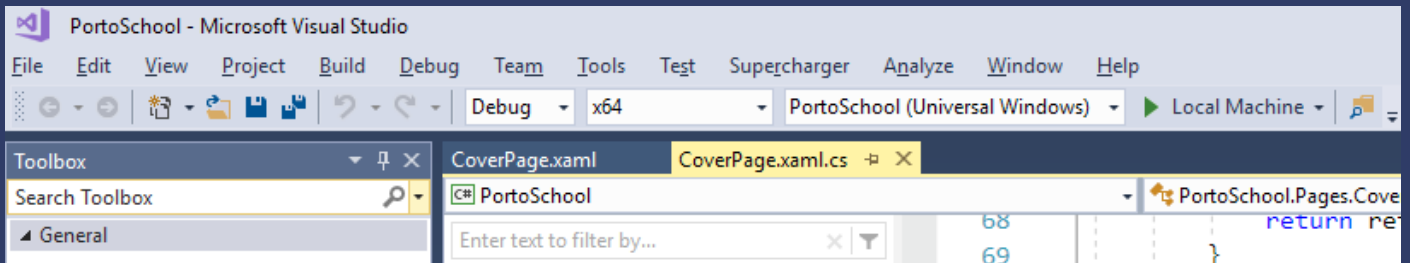 PortoSchool - Microsoft Visual Studio
File Edit View Project Build Debug Team Tools Test Supercharger Analyze Window Help
Debug x64 PortoSchool (Universal Windows) Local Machine
Toolbox CoverPage.xaml CoverPage.xaml.cs
Search Toolbox C# PortoSchool PortoSchool.Pages.Cove
General Enter text to filter by... 68 return ret
69 }